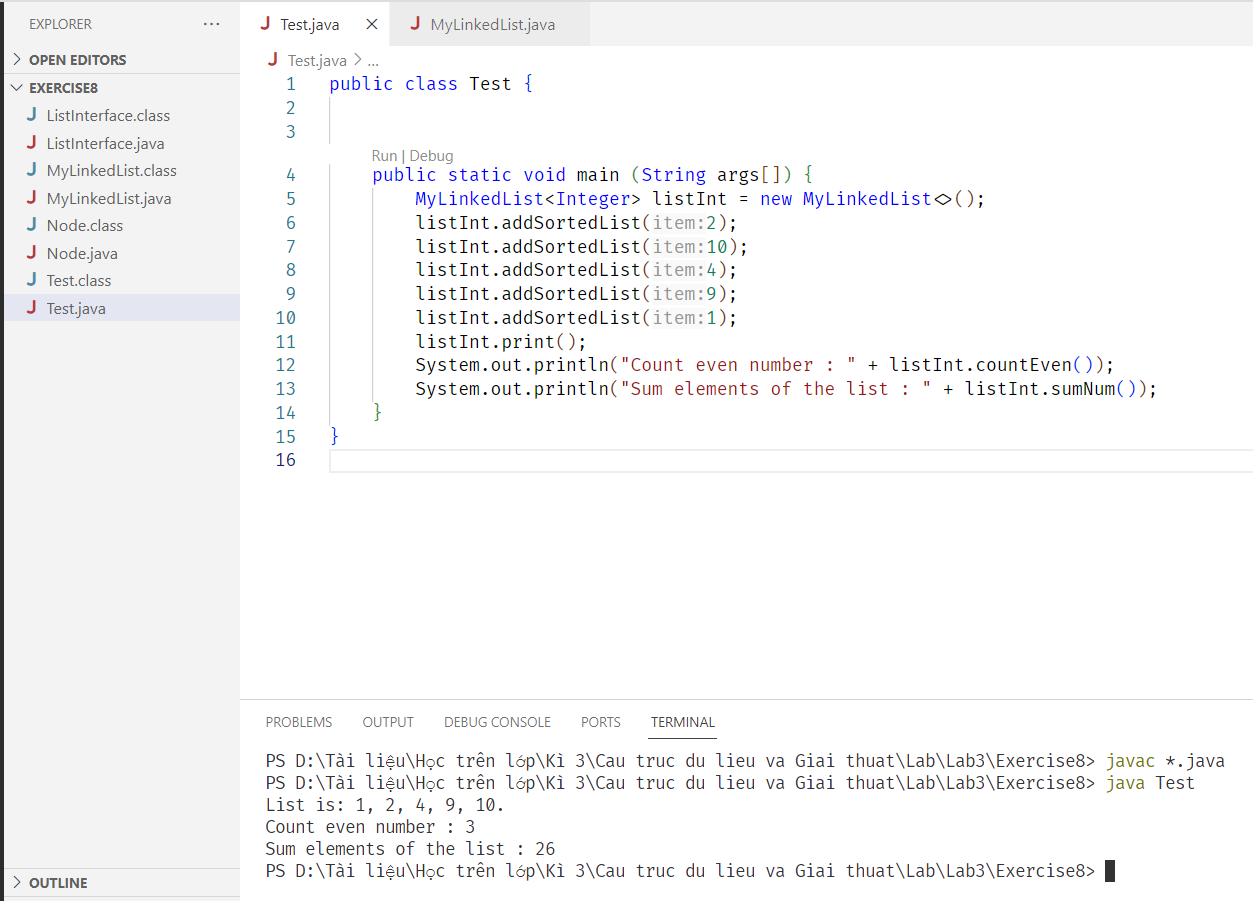 EXPLORER
OPEN EDITORS
EXERCISE8
J ListInterface.class
J ListInterface.java
J MyLinkedList.class
J MyLinkedList.java
J Node.class
J Node.java
J Test.class
J Test.java
OUTLINE
J Test.java
J MyLinkedList.java
J Test.java > ...
1 public class Test {
2
3
Run | Debug
4 public static void main (String args[]) {
5 MyLinkedList<Integer> listInt = new MyLinkedList<>();
6 listInt.addSortedList(item:2);
7 listInt.addSortedList(item:10);
8 listInt.addSortedList(item:4);
9 listInt.addSortedList(item:9);
10 listInt.addSortedList(item:1);
11 listInt.print();
12 System.out.println("Count even number : " + listInt.countEven());
13 System.out.println("Sum elements of the list : " + listInt.sumNum());
14 }
15 }
16
PROBLEMS OUTPUT DEBUG CONSOLE PORTS TERMINAL
PS D:\Tài liệu\Học trên lớp\Kì 3\Cau truc du lieu va Giai thuat\Lab\Lab3\Exercise8> javac *.java
PS D:\Tài liệu\Học trên lớp\Kì 3\Cau truc du lieu va Giai thuat\Lab\Lab3\Exercise8> java Test
List is: 1, 2, 4, 9, 10.
Count even number : 3
Sum elements of the list : 26
PS D:\Tài liệu\Học trên lớp\Kì 3\Cau truc du lieu va Giai thuat\Lab\Lab3\Exercise8>